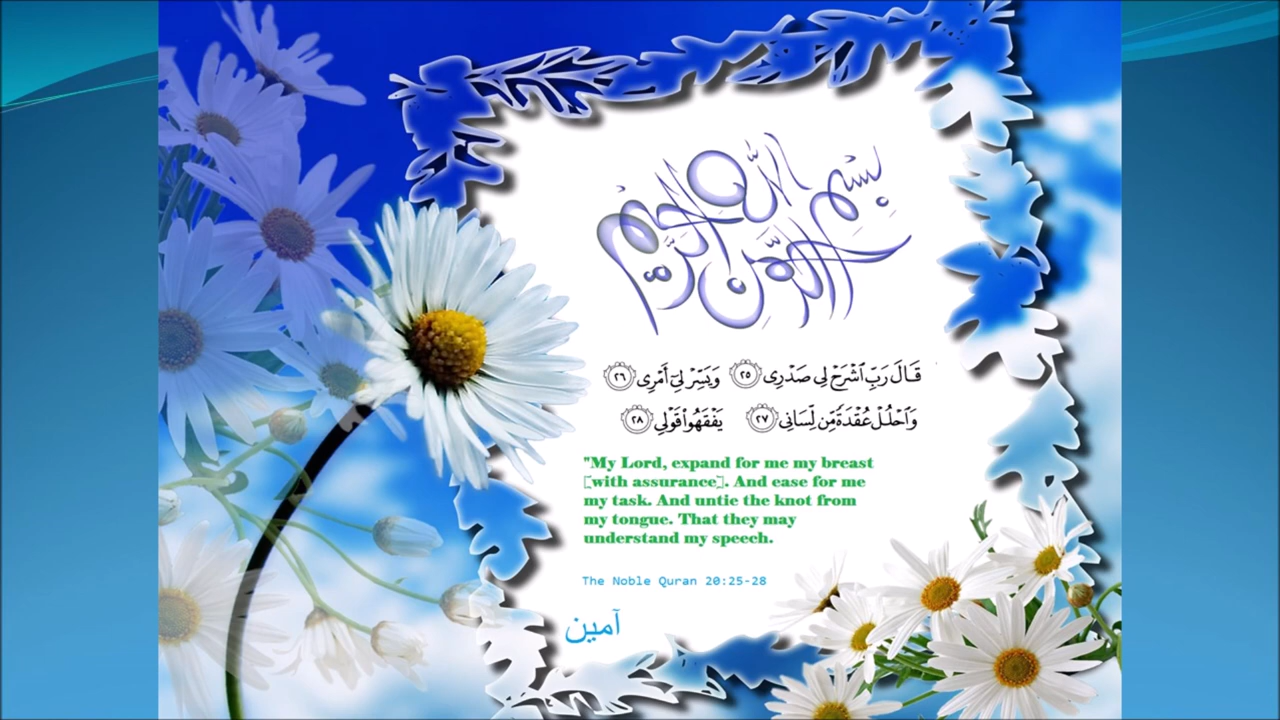 بسم الله الرحمن الرحيم
قَالَ رَبِّ ٱشْرَحْ لِى صَدْرِى ٢٥ وَيَسِّرْ لِىٓ أَمْرِى ٢٦
وَٱحْلُلْ عُقْدَةً مِّن لِّسَانِى ٢٧ يَفْقَهُوا۟ قَوْلِى ٢٨
"My Lord, expand for me my breast
[with assurance]. And ease for me
my task. And untie the knot from
my tongue. That they may
understand my speech.
The Noble Quran 20:25-28
آمين